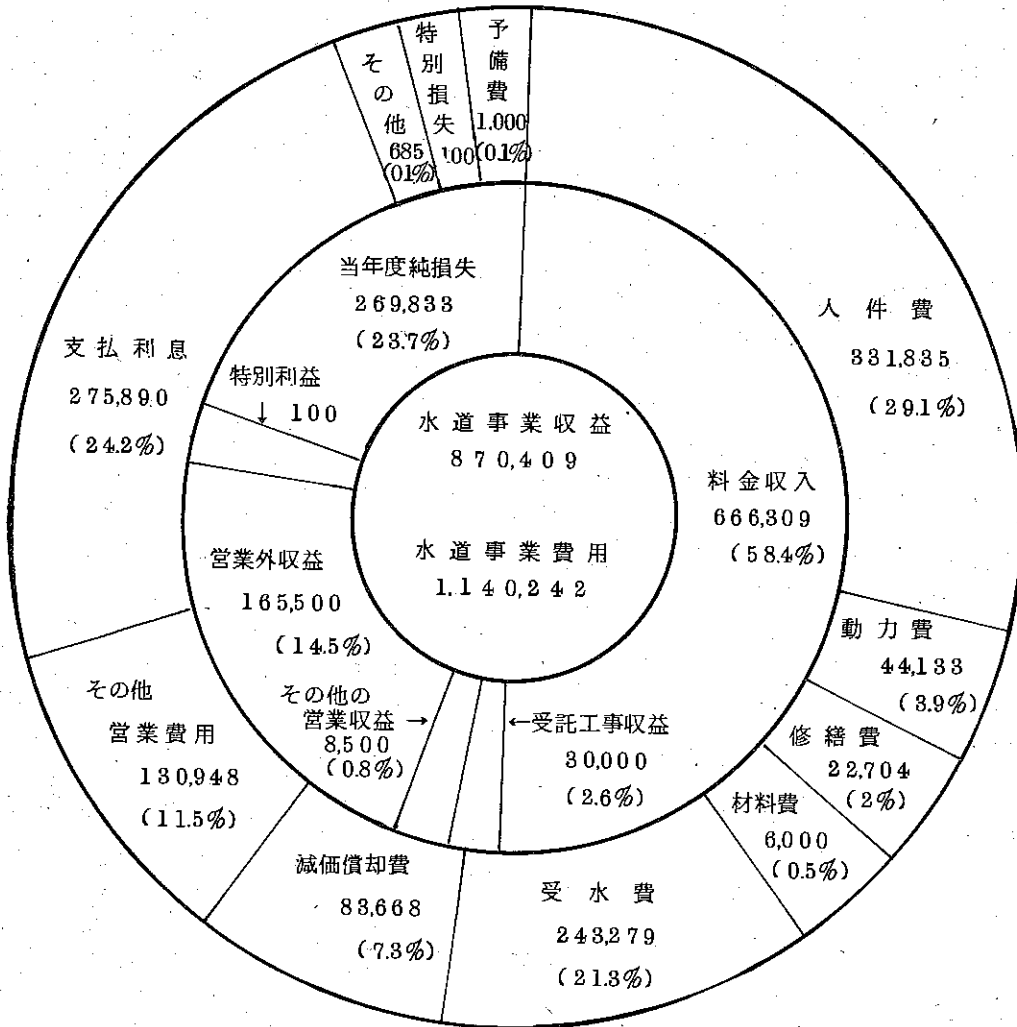 水道事業収益
870,409
水道事業費用
1,140,242
料金収入
666,309
(58.4%)
←受託工事収益
30,000
(2.6%)
その他の
営業収益→
8,500
(0.8%)
営業外収益
165,500
(14.5%)
特別利益
↓ 100
当年度純損失
269,833
(23.7%)
人件費
331,835
(29.1%)
動力費
44,133
(3.9%)
修繕費
22,704
(2%)
材料費
6,000
(0.5%)
受水費
243,279
(21.3%)
減価償却費
83,668
(7.3%)
その他
営業費用
130,948
(11.5%)
支払利息
275,890
(24.2%)
その他
685
(0.1%)
特別損失
100
予備費
1,000
(0.1%)